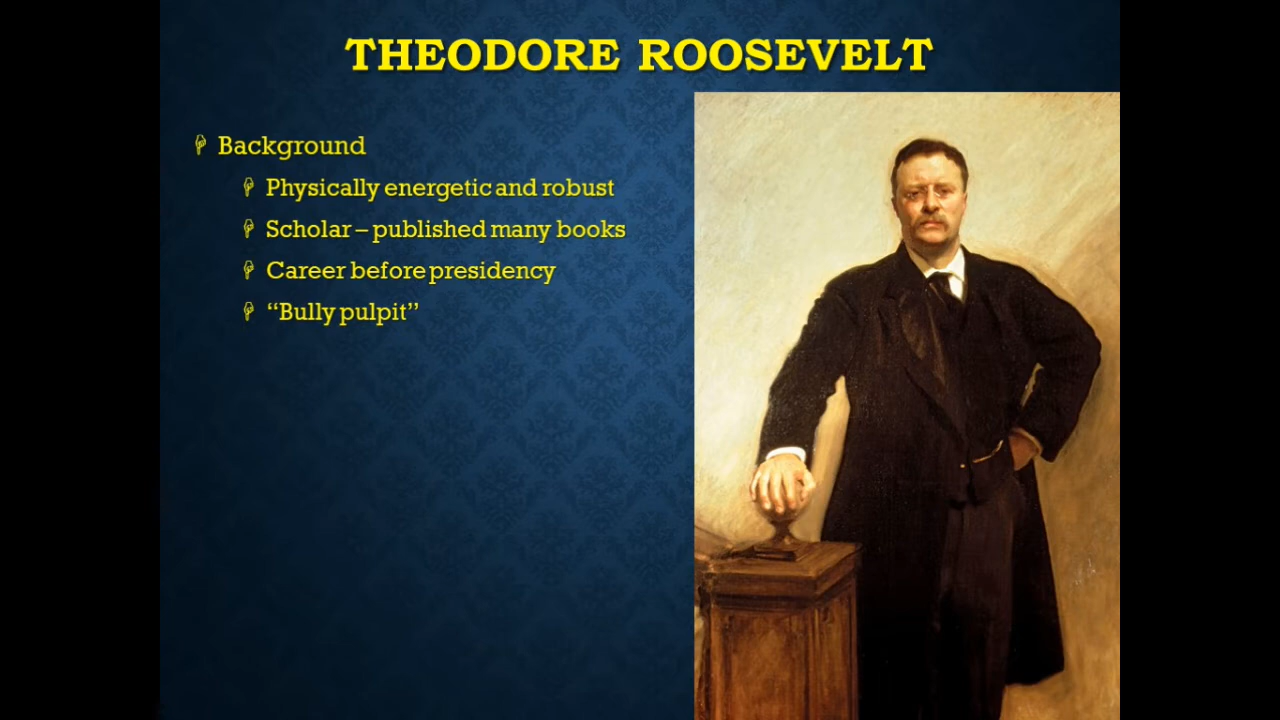 THEODORE ROOSEVELT
Background
Physically energetic and robust
Scholar – published many books
Career before presidency
“Bully pulpit”